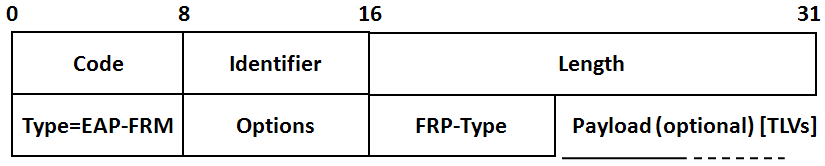 0 8 16 31
Code Identifier Length
Type=EAP-FRM Options FRP-Type Payload (optional) [TLVs]